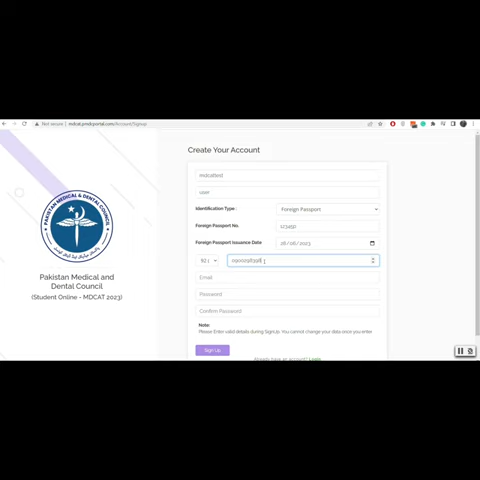 Not secure
mdcat.pmdcportal.com/Account/Signup
PAKISTAN MEDICAL & DENTAL COUNCIL
Pakistan Medical and
Dental Council
(Student Online - MDCAT 2023)
Create Your Account
mdcattest
user
Identification Type :
Foreign Passport
Foreign Passport No.
123450
Foreign Passport Issuance Date
26/06/2023
92 (
Email
Password
Confirm Password
Note:
Please Enter valid details during SignUp. You cannot change your data once you enter
Sign Up
Already have an account? Login